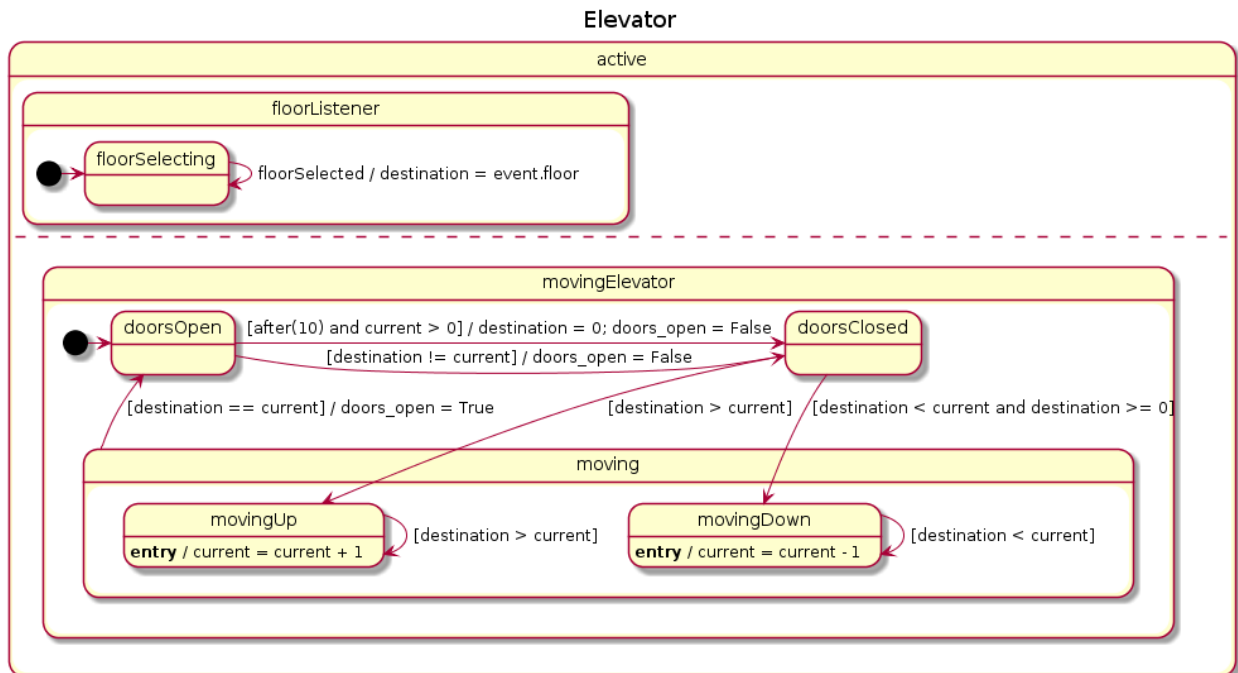 Elevator
active
floorListener
floorSelecting
floorSelected / destination = event.floor
movingElevator
doorsOpen
[after(10) and current > 0] / destination = 0; doors_open = False
doorsClosed
[destination != current] / doors_open = False
[destination == current] / doors_open = True
[destination > current]
[destination < current and destination >= 0]
moving
movingUp
entry / current = current + 1
[destination > current]
movingDown
entry / current = current - 1
[destination < current]